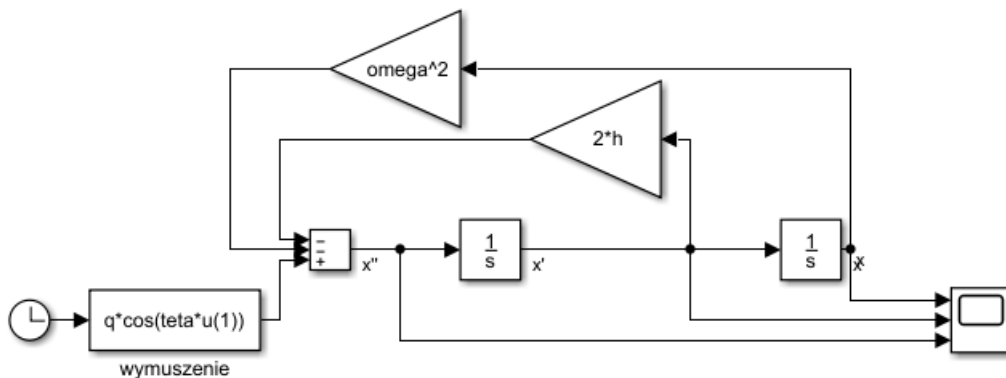 omega^2
2*h
−
−
+
x"
1
s
x'
1
s
x
x
q*cos(teta*u(1))
wymuszenie